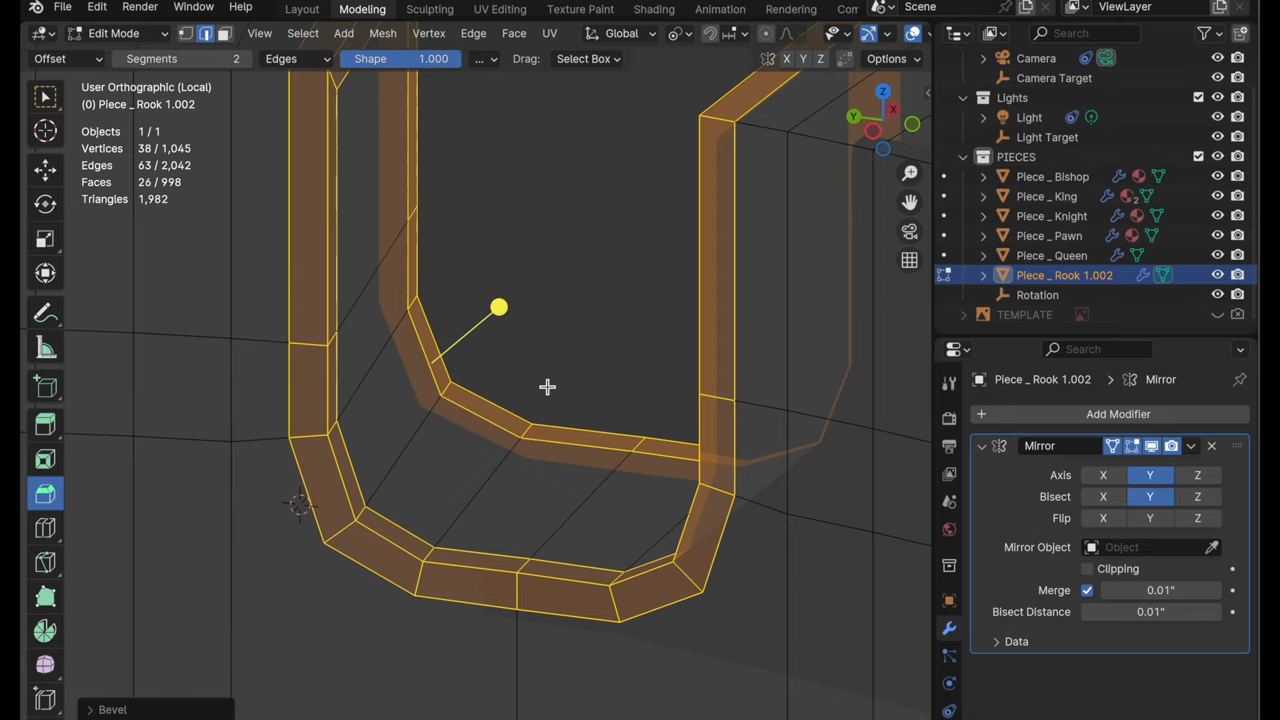 File Edit Render Window Help Layout Modeling Sculpting UV Editing Texture Paint Shading Animation Rendering Scene ViewLayer
Edit Mode View Select Add Mesh Vertex Edge Face UV Global Search
Offset Segments 2 Edges Shape 1.000 ... Drag: Select Box X Y Z Options
User Orthographic (Local)
(0) Piece _ Rook 1.002
Objects 1 / 1
Vertices 38 / 1,045
Edges 63 / 2,042
Faces 26 / 998
Triangles 1,982
Z
Y
X
Camera
Camera Target
Lights
Light
Light Target
PIECES
Piece _ Bishop
Piece _ King 2
Piece _ Knight
Piece _ Pawn
Piece _ Queen
Piece _ Rook 1.002
Rotation
TEMPLATE
Search
Piece _ Rook 1.002 Mirror
Add Modifier
Mirror
Axis X Y Z
Bisect X Y Z
Flip X Y Z
Mirror Object Object
Clipping
Merge 0.01"
Bisect Distance 0.01"
Data
Bevel